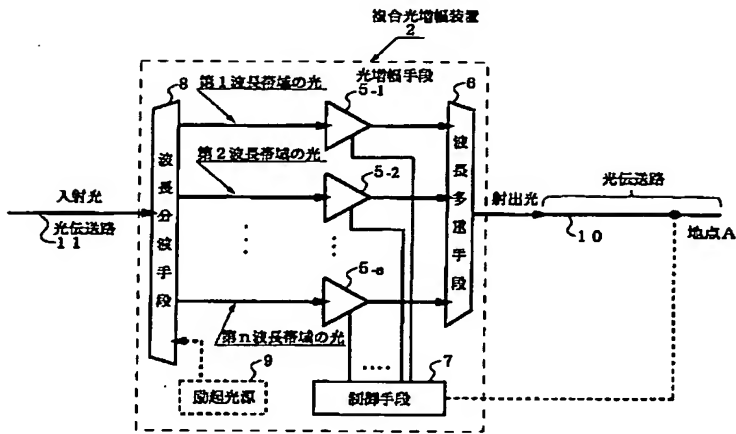 複合光増幅装置
2
8
第1波長帯域の光
光増幅手段
5-1
6
波長分波手段
第2波長帯域の光
5-2
波長多重手段
入射光
光伝送路
11
射出光
光伝送路
10
地点A
5-n
第n波長帯域の光
9
励起光源
7
制御手段